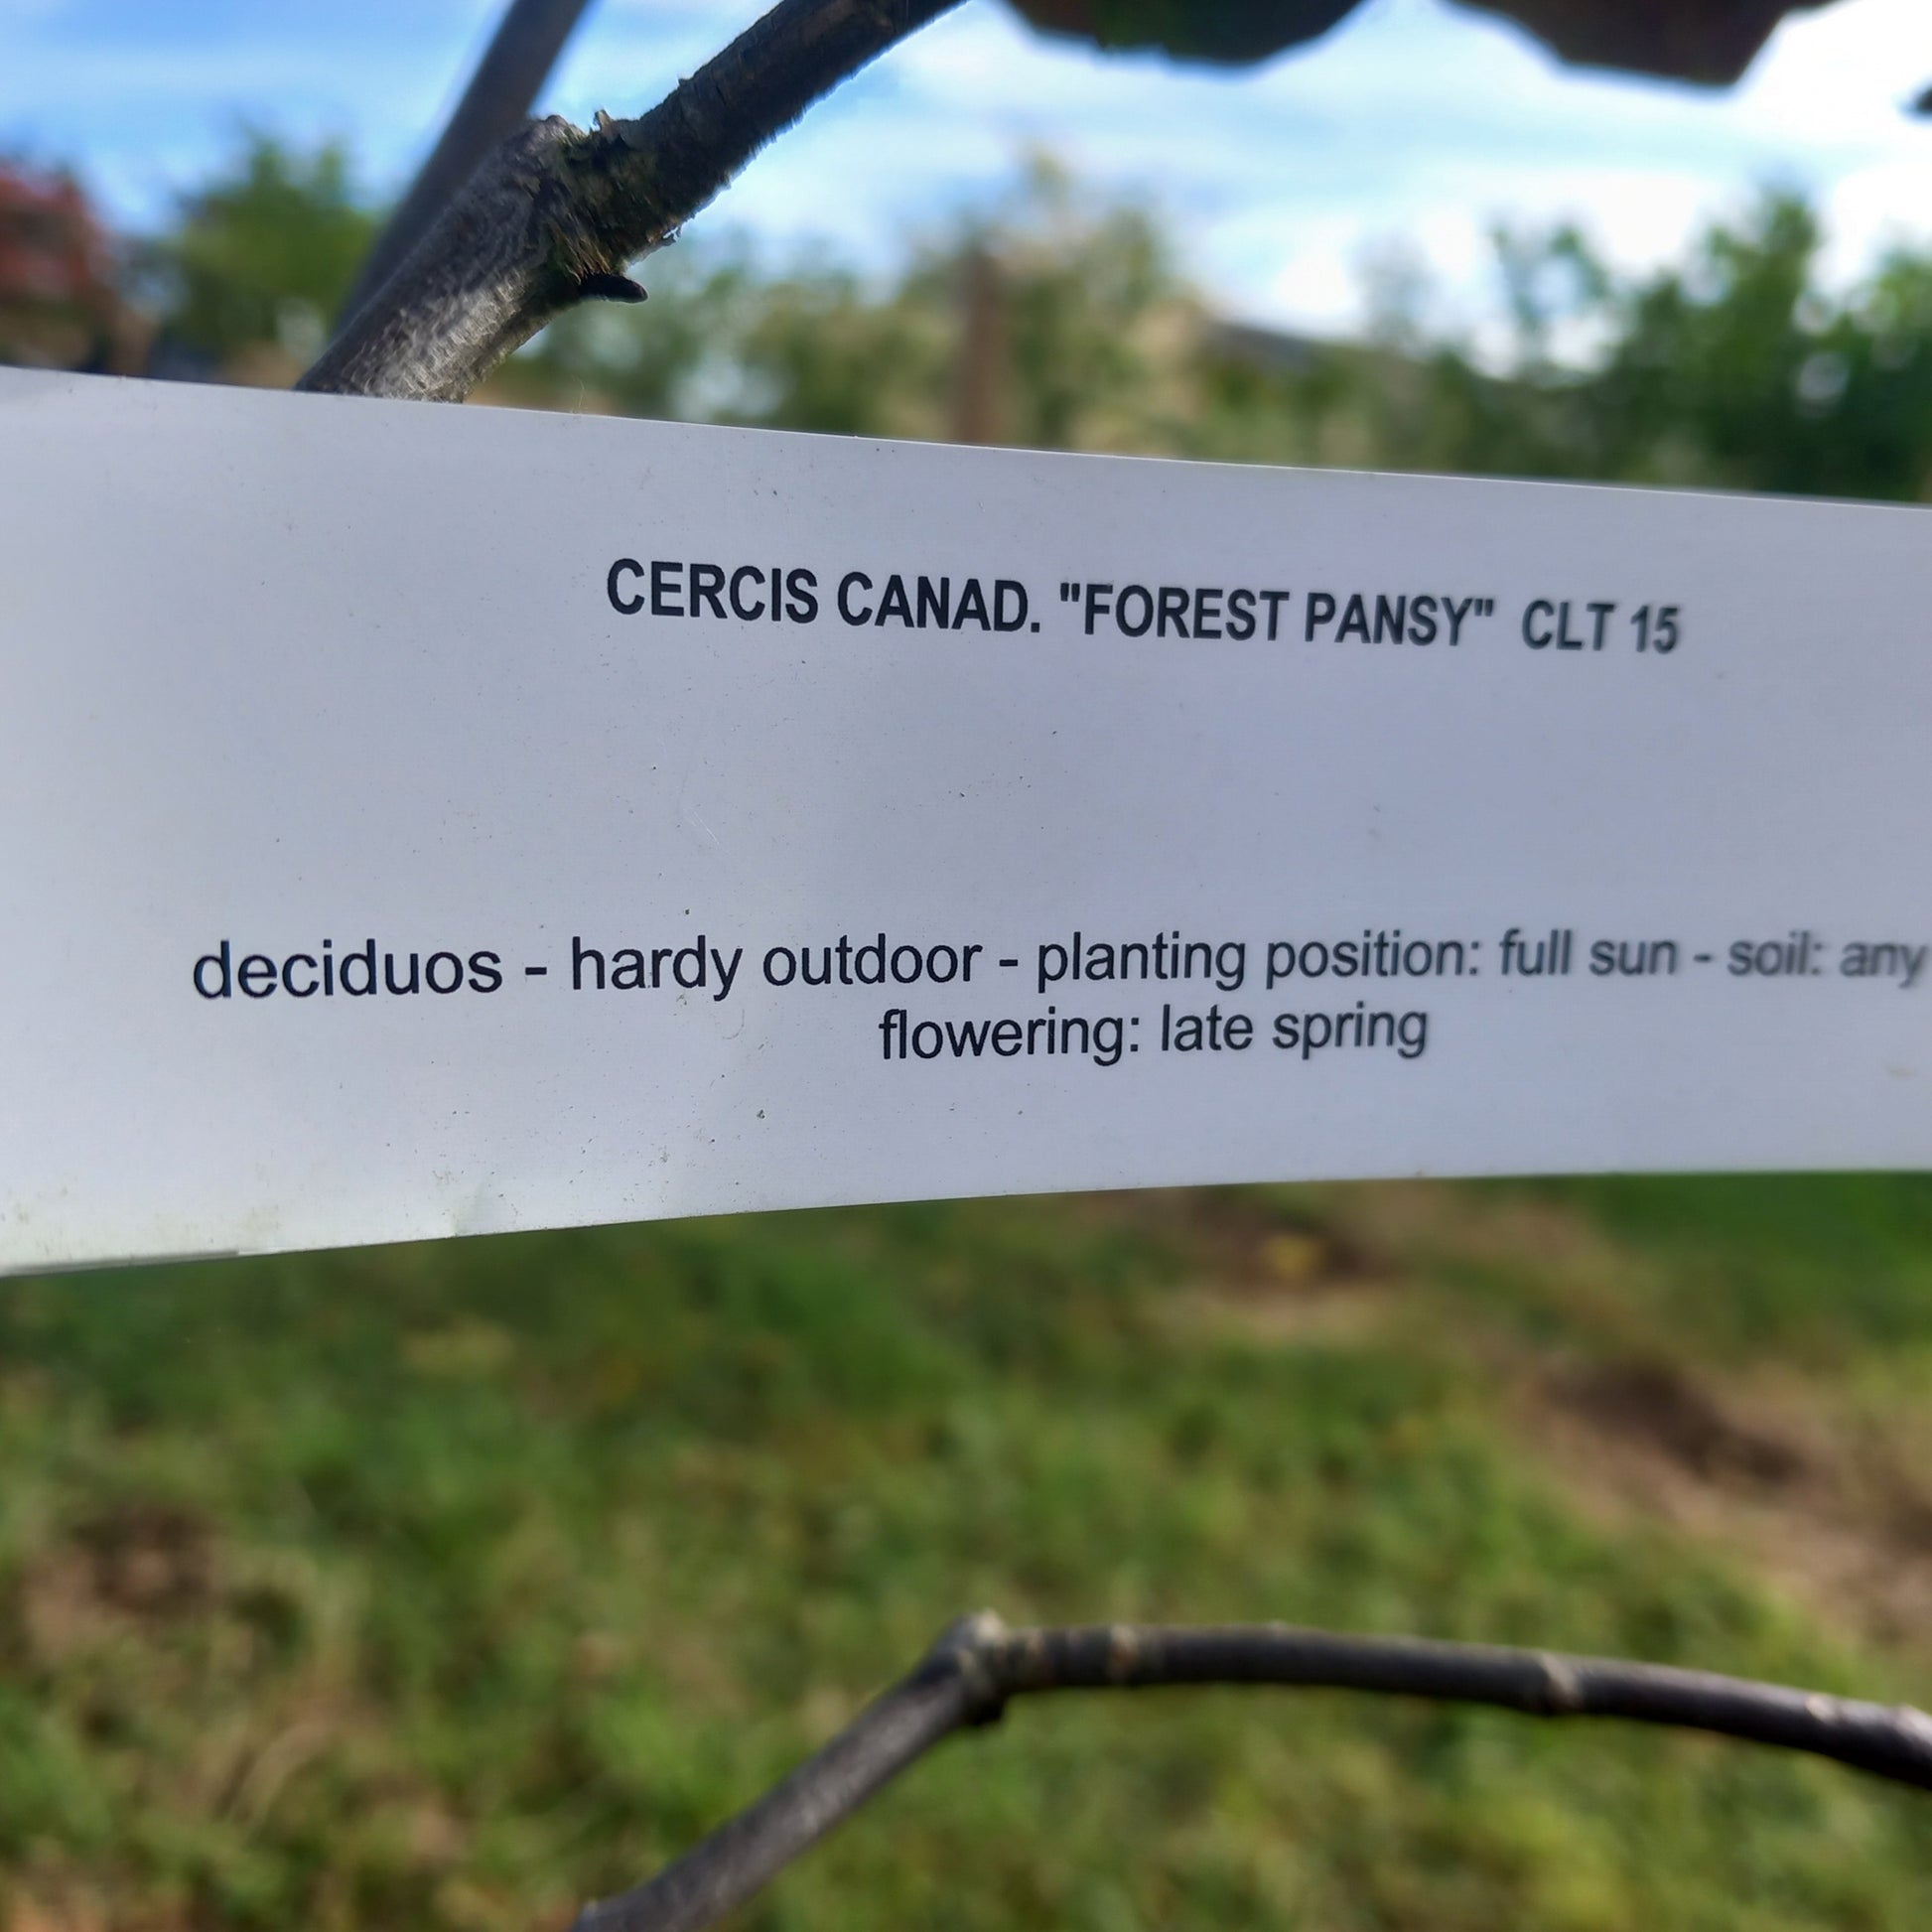 CERCIS CANAD. "FOREST PANSY" CLT 15
deciduos - hardy outdoor - planting position: full sun - soil: any
flowering: late spring